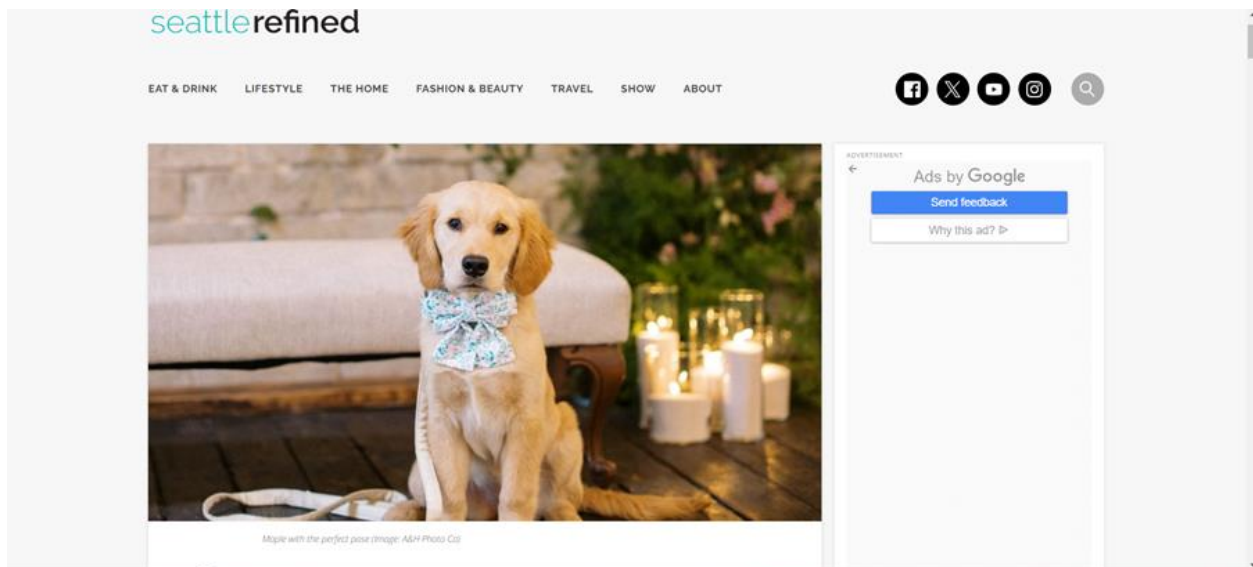 seattlerefined
EAT & DRINK LIFESTYLE THE HOME FASHION & BEAUTY TRAVEL SHOW ABOUT
ADVERTISEMENT
Ads by Google
Send feedback
Why this ad?
Maple with the perfect pose (Image: A&H Photo Co)